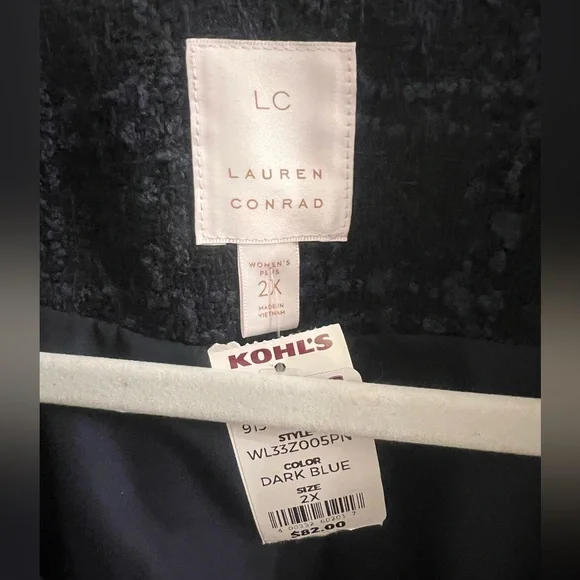 LC
LAUREN
CONRAD
WOMEN'S
PLUS
2X
MADE IN
VIETNAM
KOHL'S
STYLE
WL33Z005PN
COLOR
DARK BLUE
SIZE
2X
$82.00